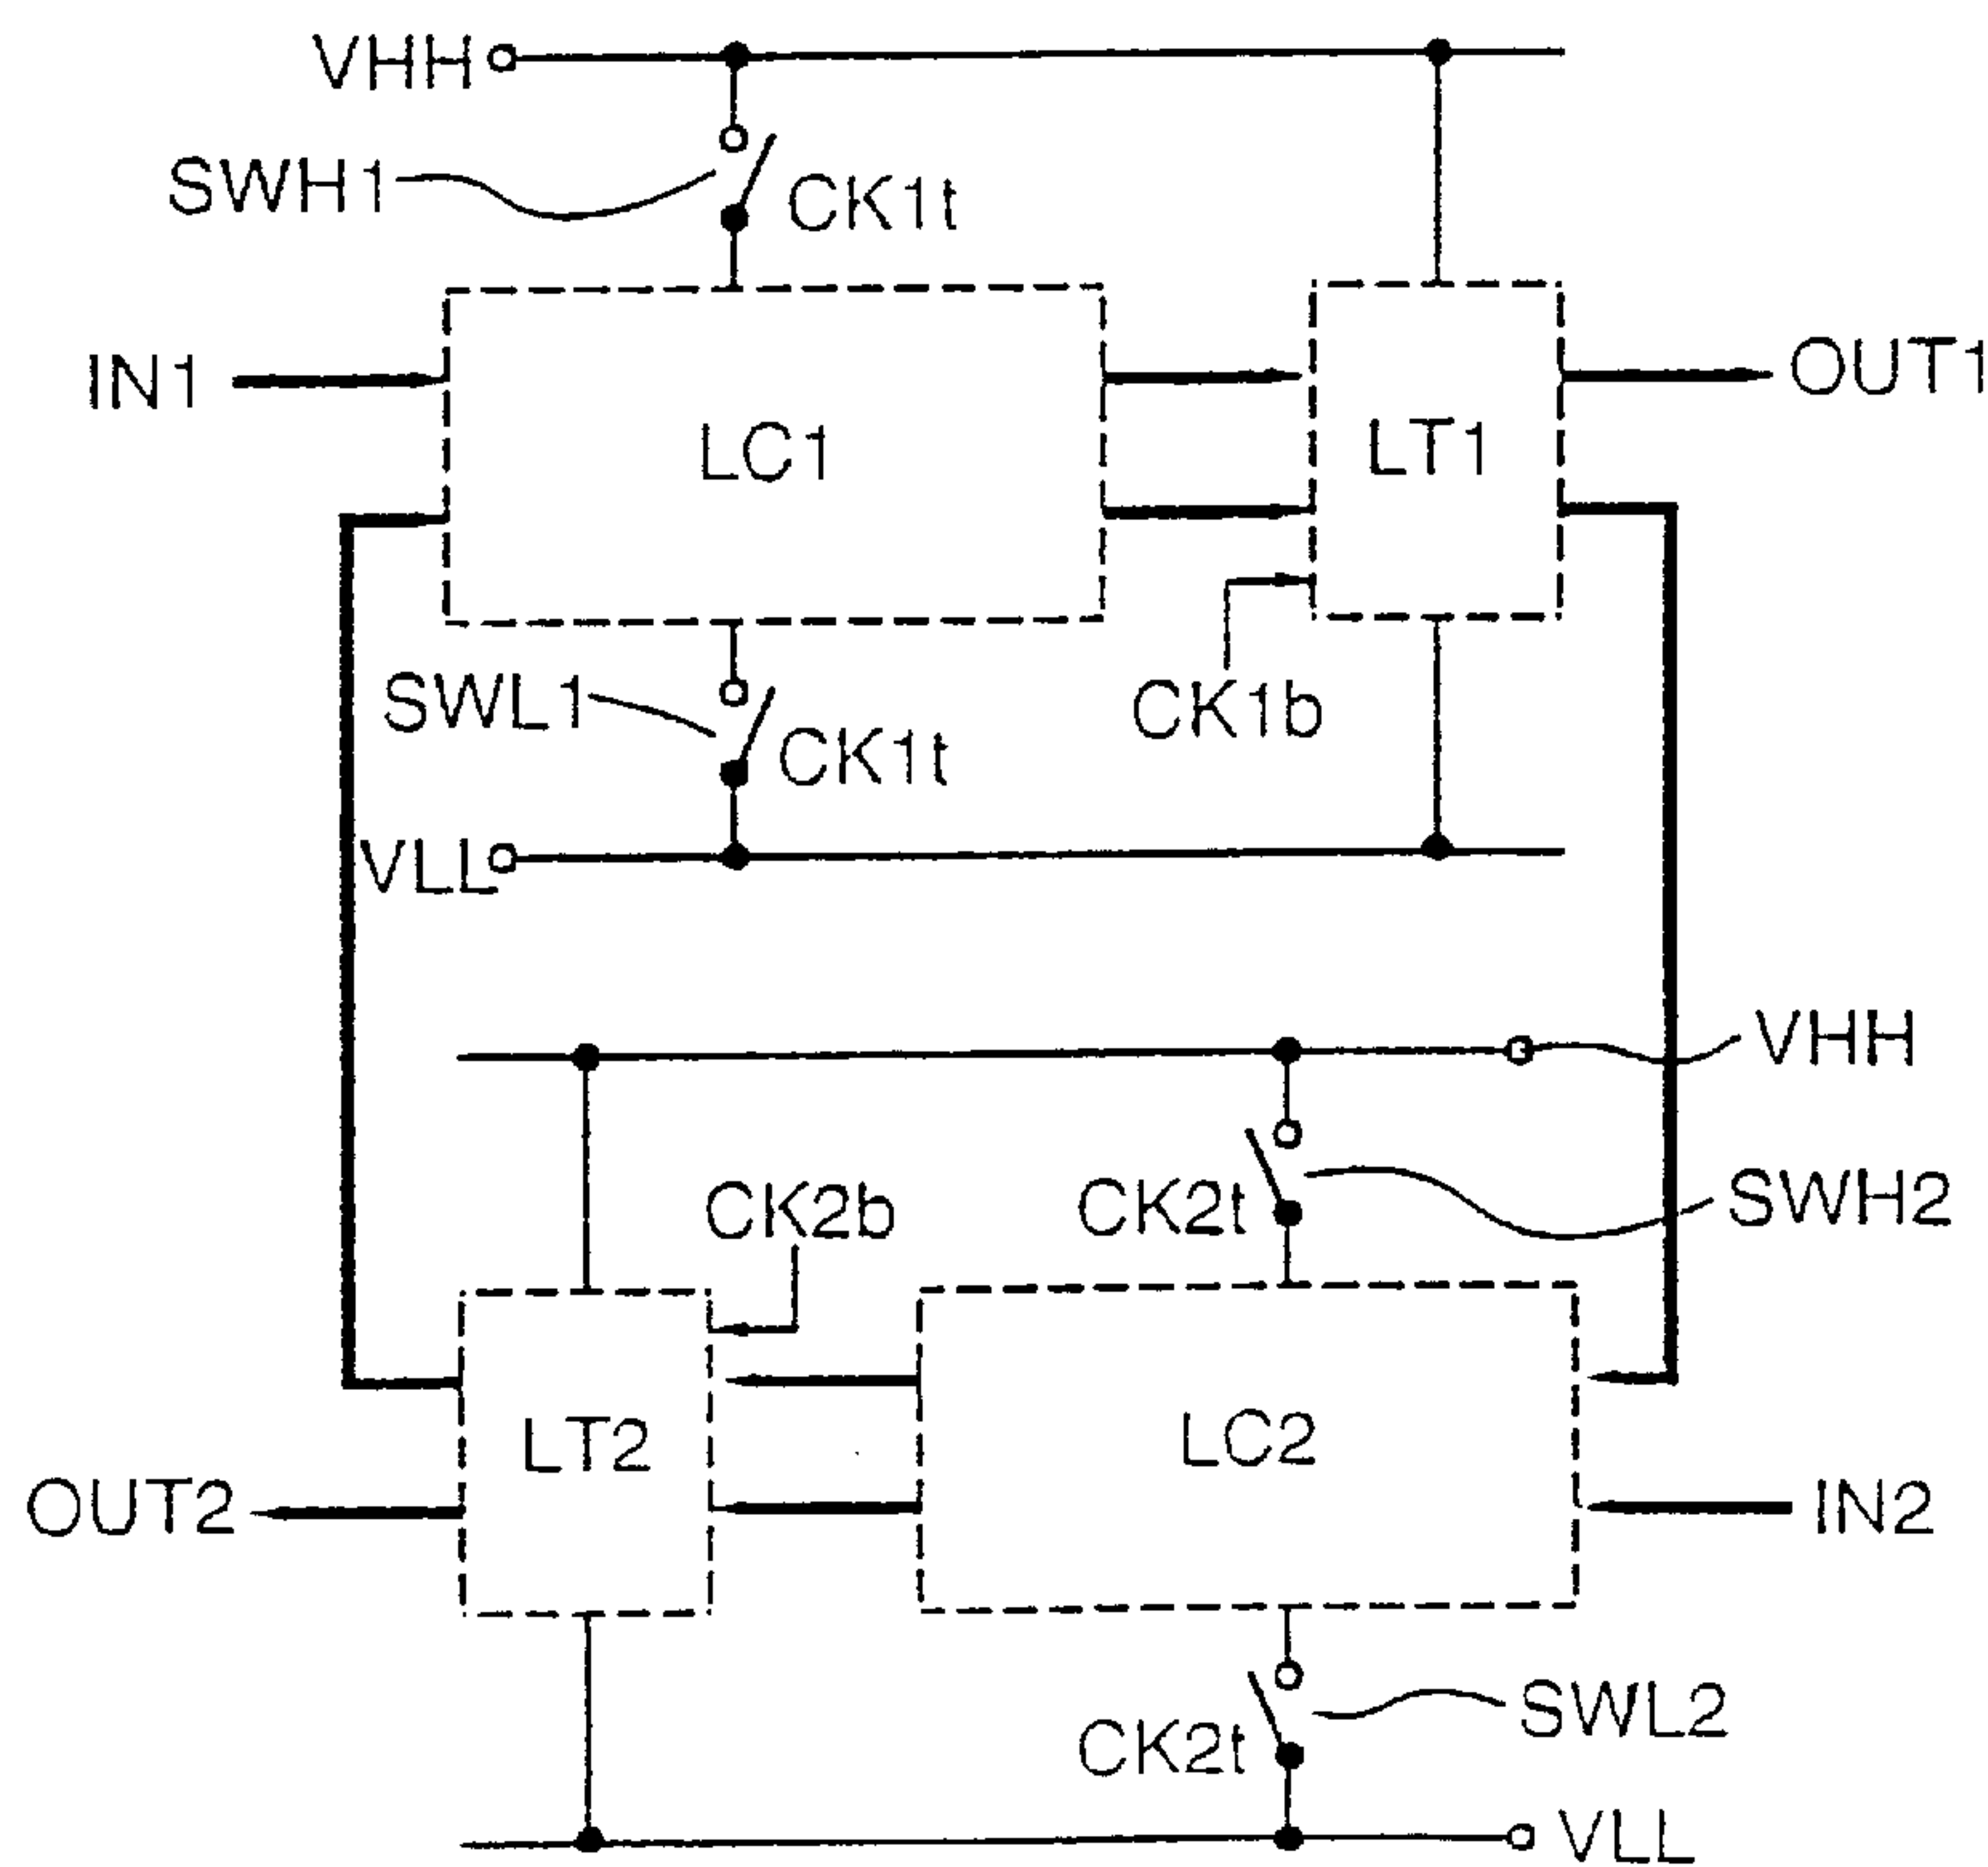 VHH
SWH1
CK1t
IN1
LC1
LT1
OUT1
SWL1
CK1t
CK1b
VLL
VHH
CK2b
CK2t
SWH2
LT2
LC2
OUT2
IN2
CK2t
SWL2
VLL